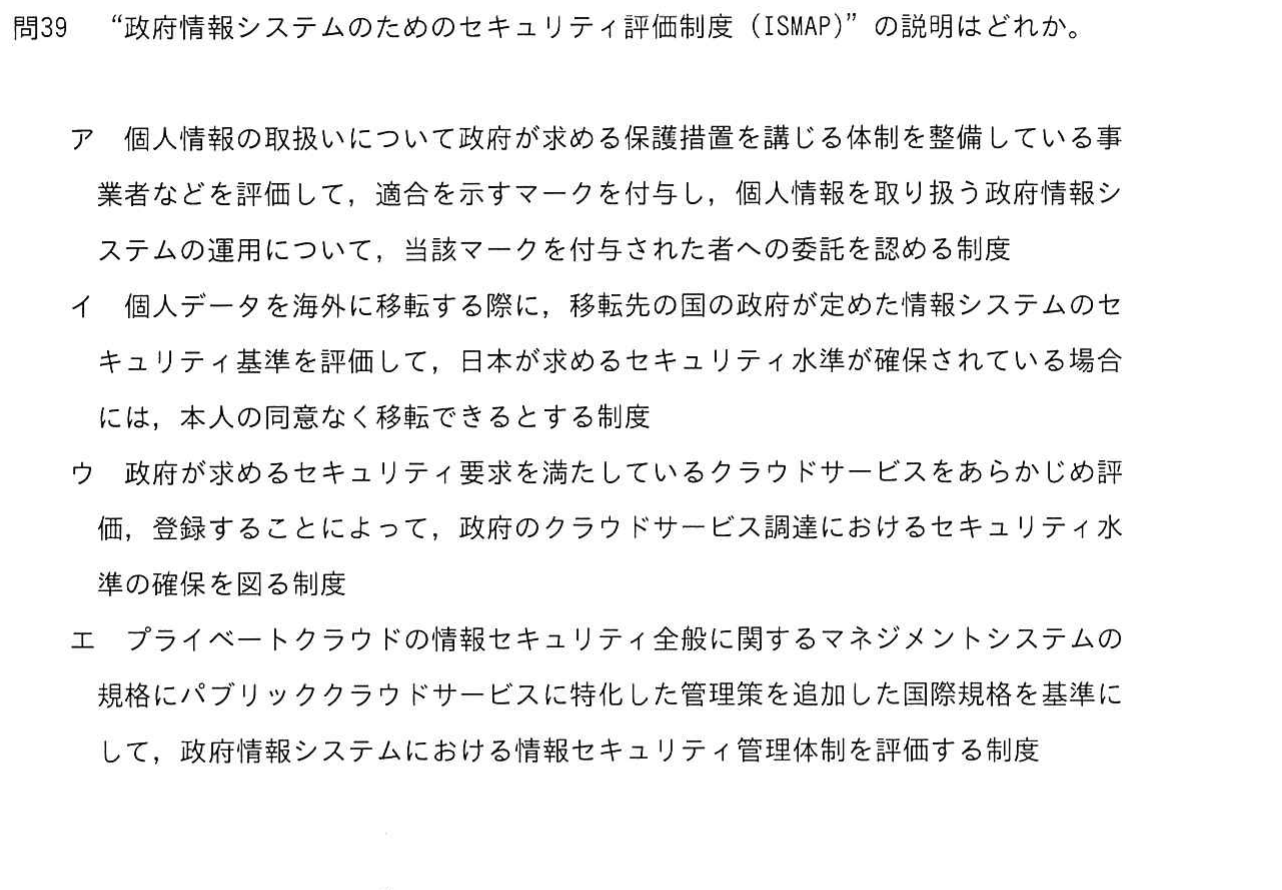 問39　“政府情報システムのためのセキュリティ評価制度（ISMAP）”の説明はどれか。
ア　個人情報の取扱いについて政府が求める保護措置を講じる体制を整備している事
業者などを評価して，適合を示すマークを付与し，個人情報を取り扱う政府情報シ
ステムの運用について，当該マークを付与された者への委託を認める制度
イ　個人データを海外に移転する際に，移転先の国の政府が定めた情報システムのセ
キュリティ基準を評価して，日本が求めるセキュリティ水準が確保されている場合
には，本人の同意なく移転できるとする制度
ウ　政府が求めるセキュリティ要求を満たしているクラウドサービスをあらかじめ評
価，登録することによって，政府のクラウドサービス調達におけるセキュリティ水
準の確保を図る制度
エ　プライベートクラウドの情報セキュリティ全般に関するマネジメントシステムの
規格にパブリッククラウドサービスに特化した管理策を追加した国際規格を基準に
して，政府情報システムにおける情報セキュリティ管理体制を評価する制度